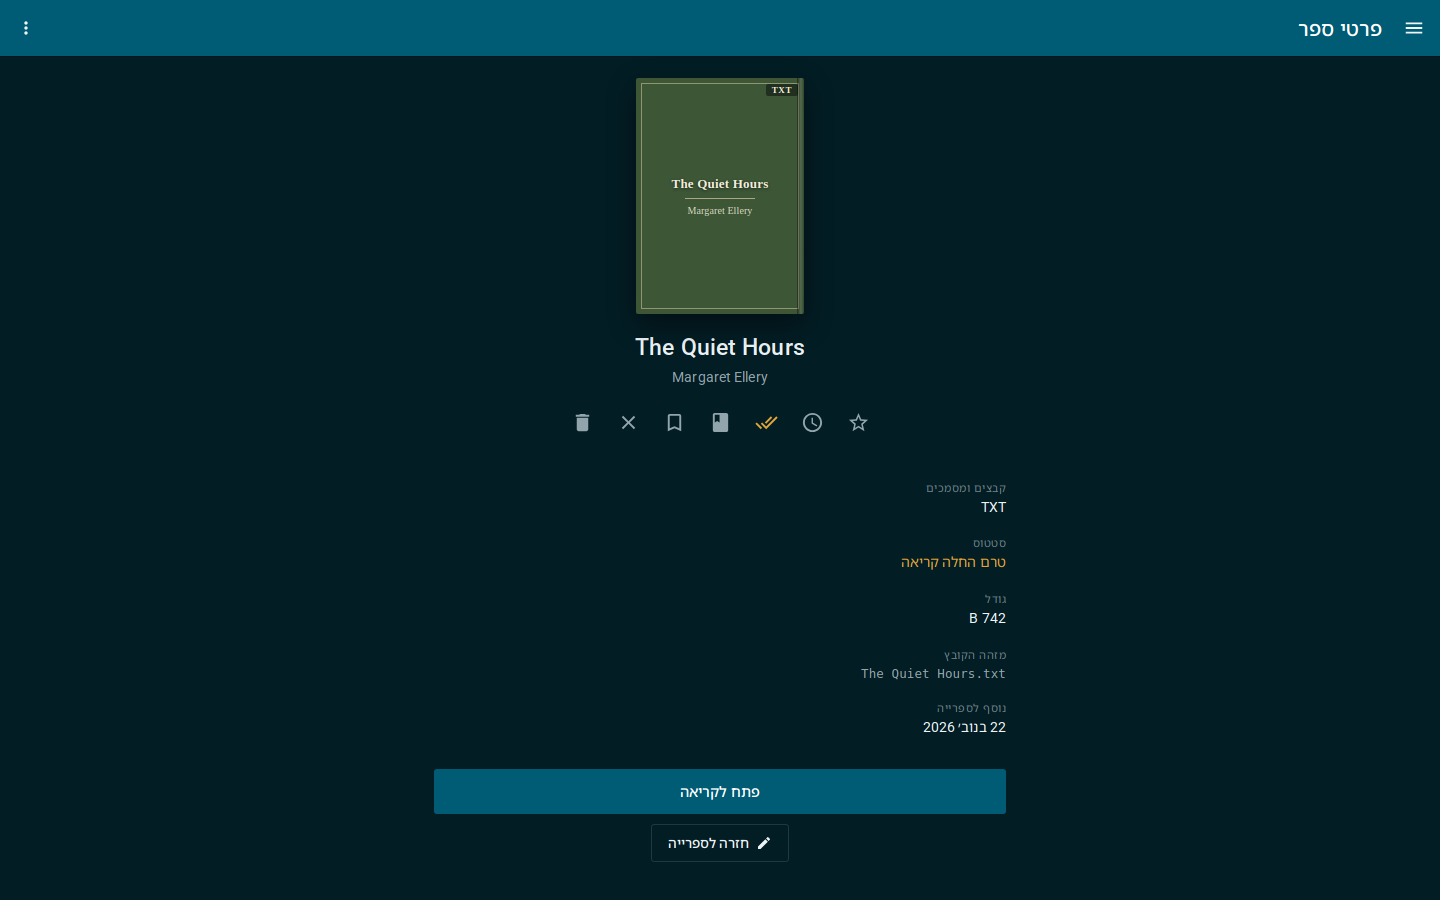 פרטי ספר
TXT
The Quiet Hours
Margaret Ellery
The Quiet Hours
Margaret Ellery
קבצים ומסמכים
TXT
סטטוס
טרם החלה קריאה
גודל
742 B
מזהה הקובץ
The Quiet Hours.txt
נוסף לספרייה
22 בנוב׳ 2026
פתח לקריאה
חזרה לספרייה